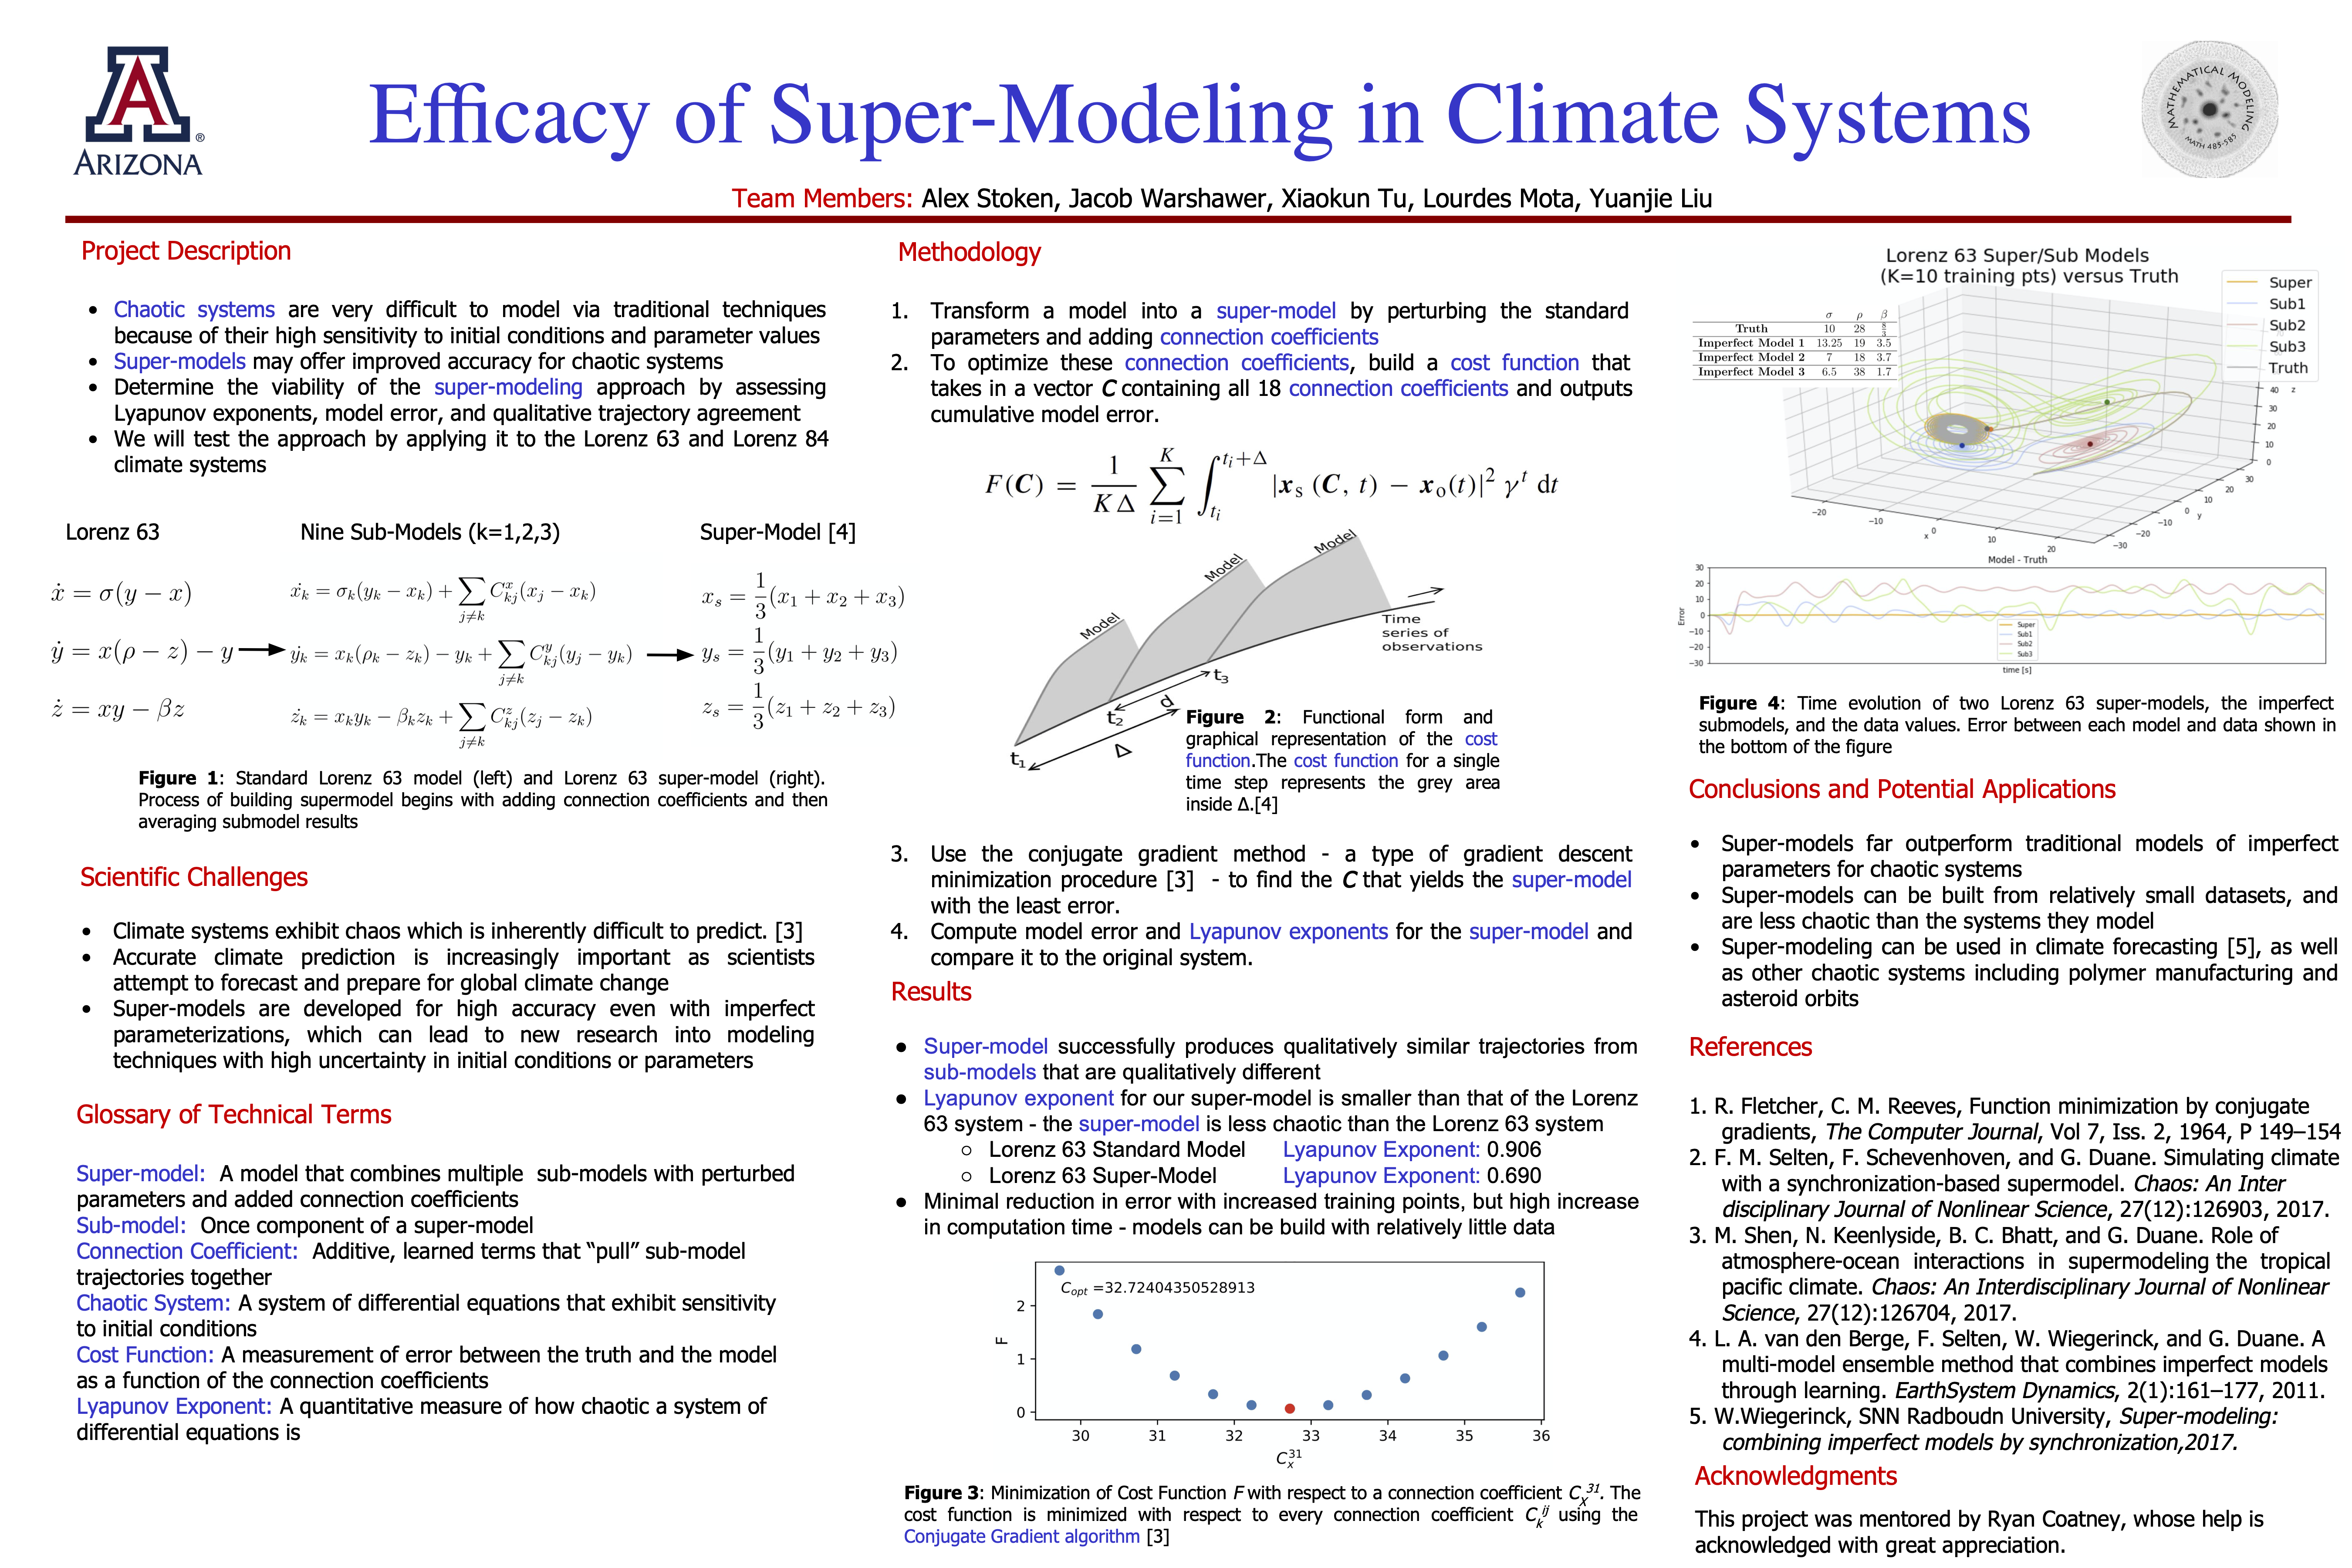 ARIZONA
®
Efficacy of Super-Modeling in Climate Systems
MATHEMATICAL MODELING
MATH 485-585
Team Members: Alex Stoken, Jacob Warshawer, Xiaokun Tu, Lourdes Mota, Yuanjie Liu
Project Description
• Chaotic systems are very difficult to model via traditional techniques
because of their high sensitivity to initial conditions and parameter values
• Super-models may offer improved accuracy for chaotic systems
• Determine the viability of the super-modeling approach by assessing
Lyapunov exponents, model error, and qualitative trajectory agreement
• We will test the approach by applying it to the Lorenz 63 and Lorenz 84
climate systems
Lorenz 63
ẋ = σ(y − x)
ẏ = x(ρ − z) − y
ż = xy − βz
Nine Sub-Models (k=1,2,3)
ẋ_k = σ_k(y_k − x_k) + ∑_{j≠k} C^x_{kj}(x_j − x_k)
ẏ_k = x_k(ρ_k − z_k) − y_k + ∑_{j≠k} C^y_{kj}(y_j − y_k)
ż_k = x_k y_k − β_k z_k + ∑_{j≠k} C^z_{kj}(z_j − z_k)
Super-Model [4]
x_s = 1/3(x_1 + x_2 + x_3)
y_s = 1/3(y_1 + y_2 + y_3)
z_s = 1/3(z_1 + z_2 + z_3)
Figure 1: Standard Lorenz 63 model (left) and Lorenz 63 super-model (right).
Process of building supermodel begins with adding connection coefficients and then
averaging submodel results
Scientific Challenges
• Climate systems exhibit chaos which is inherently difficult to predict. [3]
• Accurate climate prediction is increasingly important as scientists
attempt to forecast and prepare for global climate change
• Super-models are developed for high accuracy even with imperfect
parameterizations, which can lead to new research into modeling
techniques with high uncertainty in initial conditions or parameters
Glossary of Technical Terms
Super-model: A model that combines multiple sub-models with perturbed
parameters and added connection coefficients
Sub-model: Once component of a super-model
Connection Coefficient: Additive, learned terms that “pull” sub-model
trajectories together
Chaotic System: A system of differential equations that exhibit sensitivity
to initial conditions
Cost Function: A measurement of error between the truth and the model
as a function of the connection coefficients
Lyapunov Exponent: A quantitative measure of how chaotic a system of
differential equations is
Methodology
1. Transform a model into a super-model by perturbing the standard
parameters and adding connection coefficients
2. To optimize these connection coefficients, build a cost function that
takes in a vector C containing all 18 connection coefficients and outputs
cumulative model error.
F(C) = 1/(K Δ) ∑_{i=1}^{K} ∫_{t_i}^{t_i+Δ} |x_s (C, t) − x_o(t)|² γ^t dt
Model
Model
Model
Time
series of
observations
t₁
t₂
t₃
d
Δ
Figure 2: Functional form and
graphical representation of the cost
function.The cost function for a single
time step represents the grey area
inside Δ.[4]
3. Use the conjugate gradient method - a type of gradient descent
minimization procedure [3] - to find the C that yields the super-model
with the least error.
4. Compute model error and Lyapunov exponents for the super-model and
compare it to the original system.
Results
● Super-model successfully produces qualitatively similar trajectories from
sub-models that are qualitatively different
● Lyapunov exponent for our super-model is smaller than that of the Lorenz
63 system - the super-model is less chaotic than the Lorenz 63 system
○ Lorenz 63 Standard Model Lyapunov Exponent: 0.906
○ Lorenz 63 Super-Model Lyapunov Exponent: 0.690
● Minimal reduction in error with increased training points, but high increase
in computation time - models can be build with relatively little data
C_opt =32.72404350528913
F
2
1
0
30 31 32 33 34 35 36
C_x^31
Figure 3: Minimization of Cost Function F with respect to a connection coefficient C_x^31. The
cost function is minimized with respect to every connection coefficient C_k^ij using the
Conjugate Gradient algorithm [3]
Lorenz 63 Super/Sub Models
(K=10 training pts) versus Truth
Super
Sub1
Sub2
Sub3
Truth
σ ρ β
Truth 10 28 8/3
Imperfect Model 1 13.25 19 3.5
Imperfect Model 2 7 18 3.7
Imperfect Model 3 6.5 38 1.7
40 z
30
20
10
0
−20 −10 0 10 20
x
−30 −20 −10 0 10 20 30
y
Model - Truth
Error
30
20
10
0
−10
−20
−30
Super
Sub1
Sub2
Sub3
time [s]
Figure 4: Time evolution of two Lorenz 63 super-models, the imperfect
submodels, and the data values. Error between each model and data shown in
the bottom of the figure
Conclusions and Potential Applications
• Super-models far outperform traditional models of imperfect
parameters for chaotic systems
• Super-models can be built from relatively small datasets, and
are less chaotic than the systems they model
• Super-modeling can be used in climate forecasting [5], as well
as other chaotic systems including polymer manufacturing and
asteroid orbits
References
1. R. Fletcher, C. M. Reeves, Function minimization by conjugate
gradients, The Computer Journal, Vol 7, Iss. 2, 1964, P 149–154
2. F. M. Selten, F. Schevenhoven, and G. Duane. Simulating climate
with a synchronization-based supermodel. Chaos: An Inter
disciplinary Journal of Nonlinear Science, 27(12):126903, 2017.
3. M. Shen, N. Keenlyside, B. C. Bhatt, and G. Duane. Role of
atmosphere-ocean interactions in supermodeling the tropical
pacific climate. Chaos: An Interdisciplinary Journal of Nonlinear
Science, 27(12):126704, 2017.
4. L. A. van den Berge, F. Selten, W. Wiegerinck, and G. Duane. A
multi-model ensemble method that combines imperfect models
through learning. EarthSystem Dynamics, 2(1):161–177, 2011.
5. W.Wiegerinck, SNN Radboudn University, Super-modeling:
combining imperfect models by synchronization,2017.
Acknowledgments
This project was mentored by Ryan Coatney, whose help is
acknowledged with great appreciation.